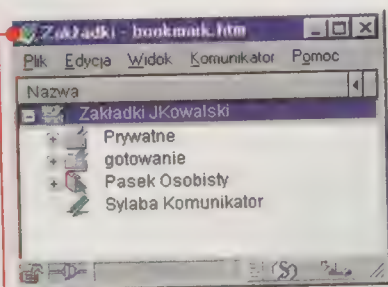 Zakładki - bookmark.htm
Plik Edycja Widok Komunikator Pomoc
Nazwa
Zakładki JKowalski
Prywatne
gotowanie
Pasek Osobisty
Sylaba Komunikator